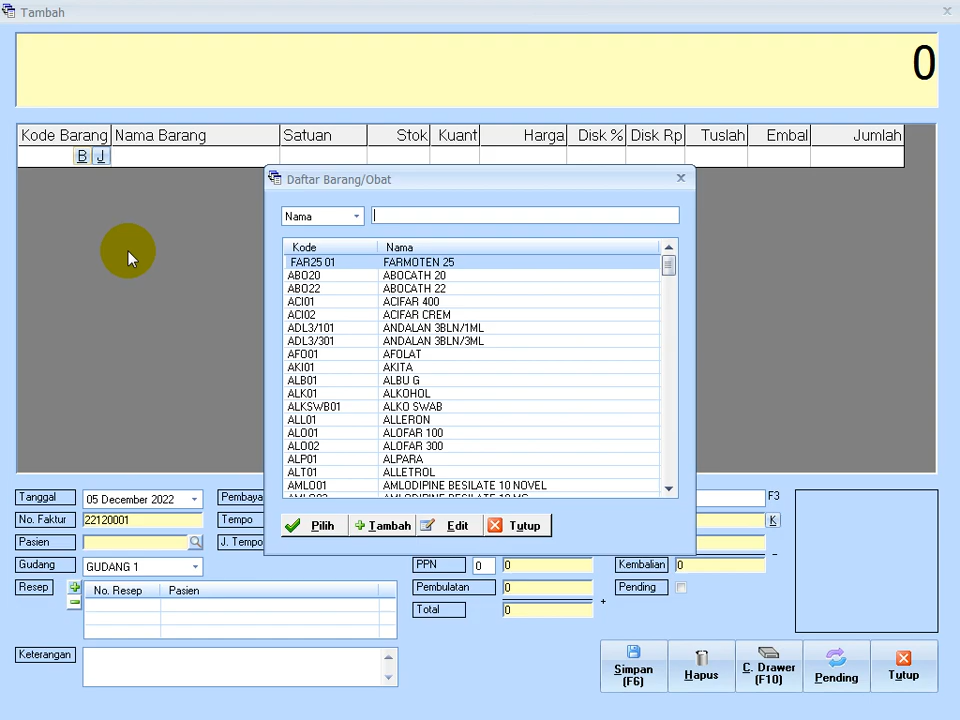 Tambah
0
Kode Barang Nama Barang Satuan Stok Kuant Harga Disk % Disk Rp Tuslah Embal Jumlah
B J
Daftar Barang/Obat
Nama
Kode Nama
FAR25 01 FARMOTEN 25
ABO20 ABOCATH 20
ABO22 ABOCATH 22
ACI01 ACIFAR 400
ACI02 ACIFAR CREM
ADL3/101 ANDALAN 3BLN/1ML
ADL3/301 ANDALAN 3BLN/3ML
AFO01 AFOLAT
AKI01 AKITA
ALB01 ALBU G
ALK01 ALKOHOL
ALKSWB01 ALKO SWAB
ALL01 ALLERON
ALO01 ALOFAR 100
ALO02 ALOFAR 300
ALP01 ALPARA
ALT01 ALLETROL
AML001 AMLODIPINE BESILATE 10 NOVEL
Pilih Tambah Edit Tutup
Tanggal 05 December 2022 Pembaya F3
No. Faktur 22120001 Tempo K
Pasien J. Tempo
Gudang GUDANG 1 PPN 0 0 Kembalian 0
Resep No. Resep Pasien Pembulatan 0 Pending
Total 0
Keterangan
Simpan (F6) Hapus C. Drawer (F10) Pending Tutup